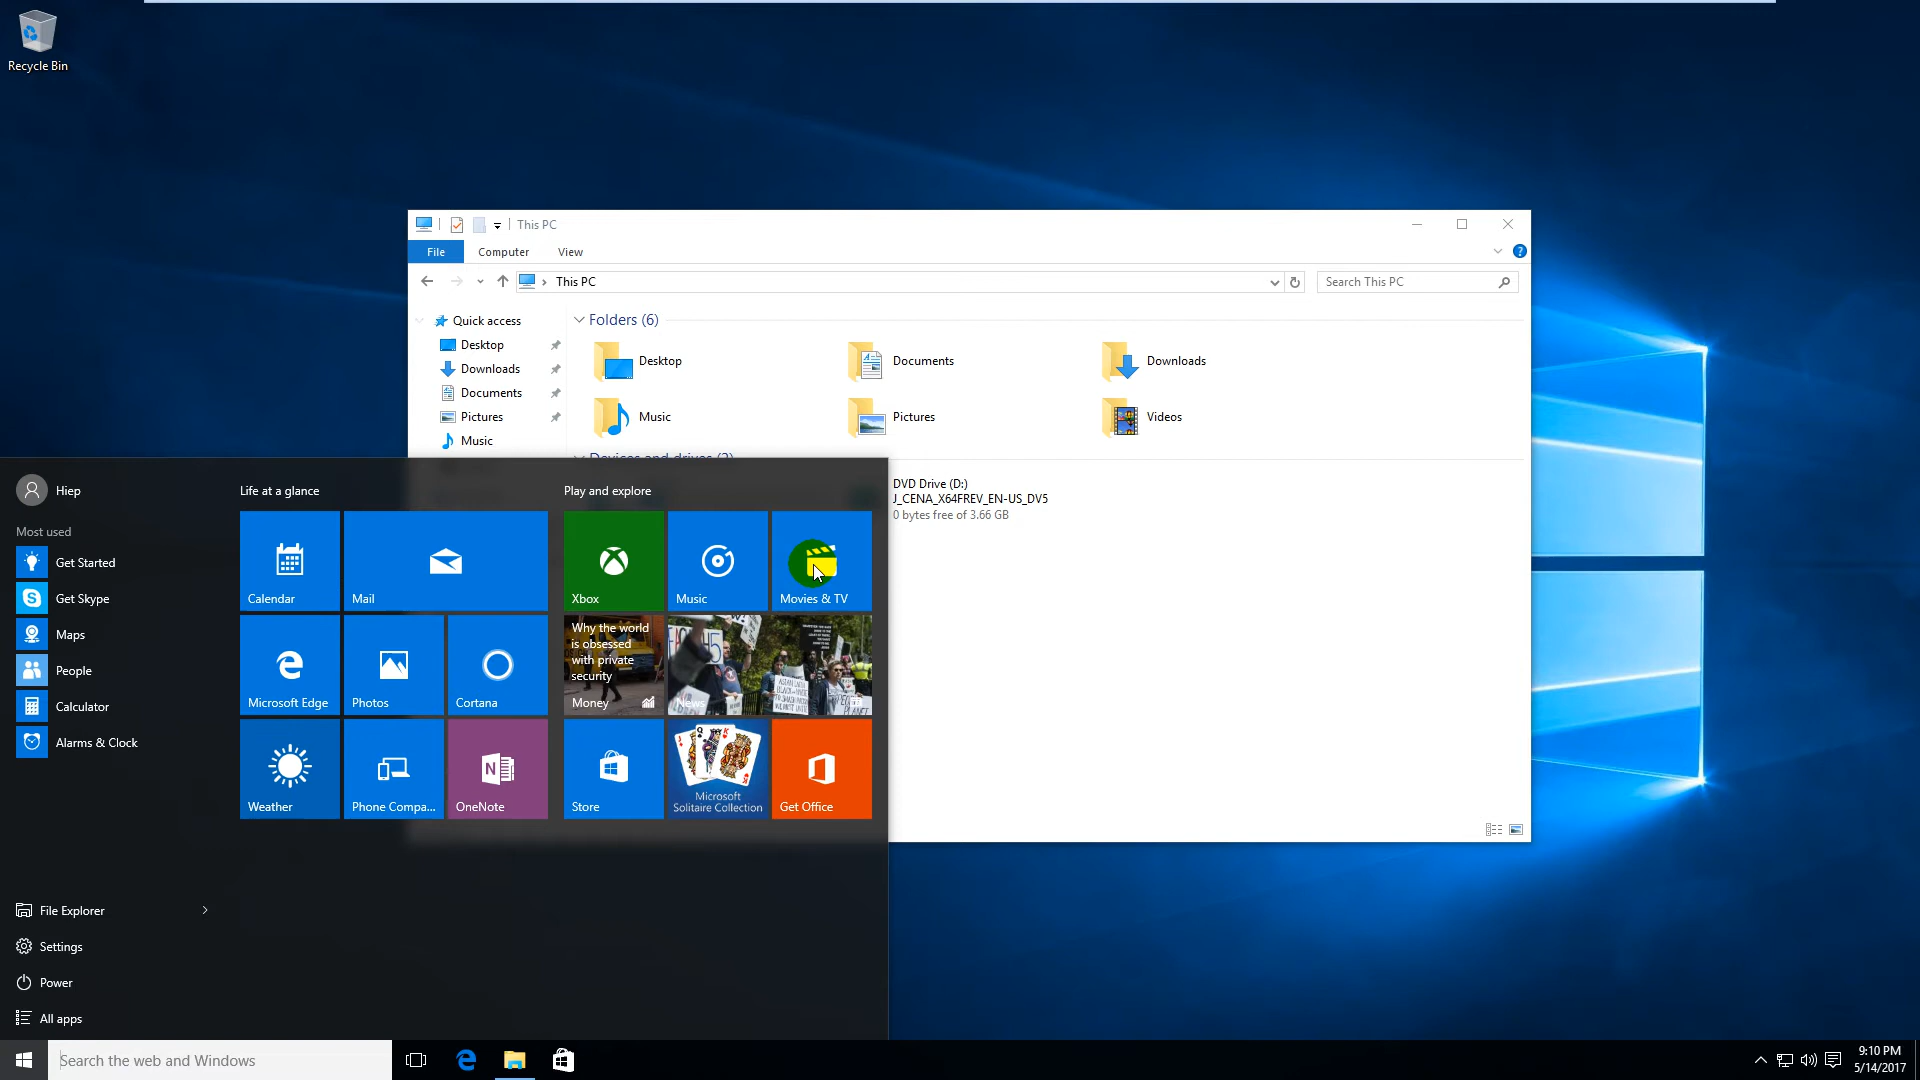 Recycle Bin
This PC
File
Computer
View
This PC
Search This PC
Quick access
Desktop
Downloads
Documents
Pictures
Music
Folders (6)
Desktop
Documents
Downloads
Music
Pictures
Videos
Devices and drives (2)
DVD Drive (D:)
J_CENA_X64FREV_EN-US_DV5
0 bytes free of 3.66 GB
Hiep
Most used
Get Started
Get Skype
Maps
People
Calculator
Alarms & Clock
File Explorer
Settings
Power
All apps
Life at a glance
Calendar
Mail
Microsoft Edge
Photos
Cortana
Weather
Phone Compa...
OneNote
Play and explore
Xbox
Music
Movies & TV
Why the world
is obsessed
with private
security
Money
News
Store
Microsoft
Solitaire Collection
Get Office
Search the web and Windows
9:10 PM
5/14/2017